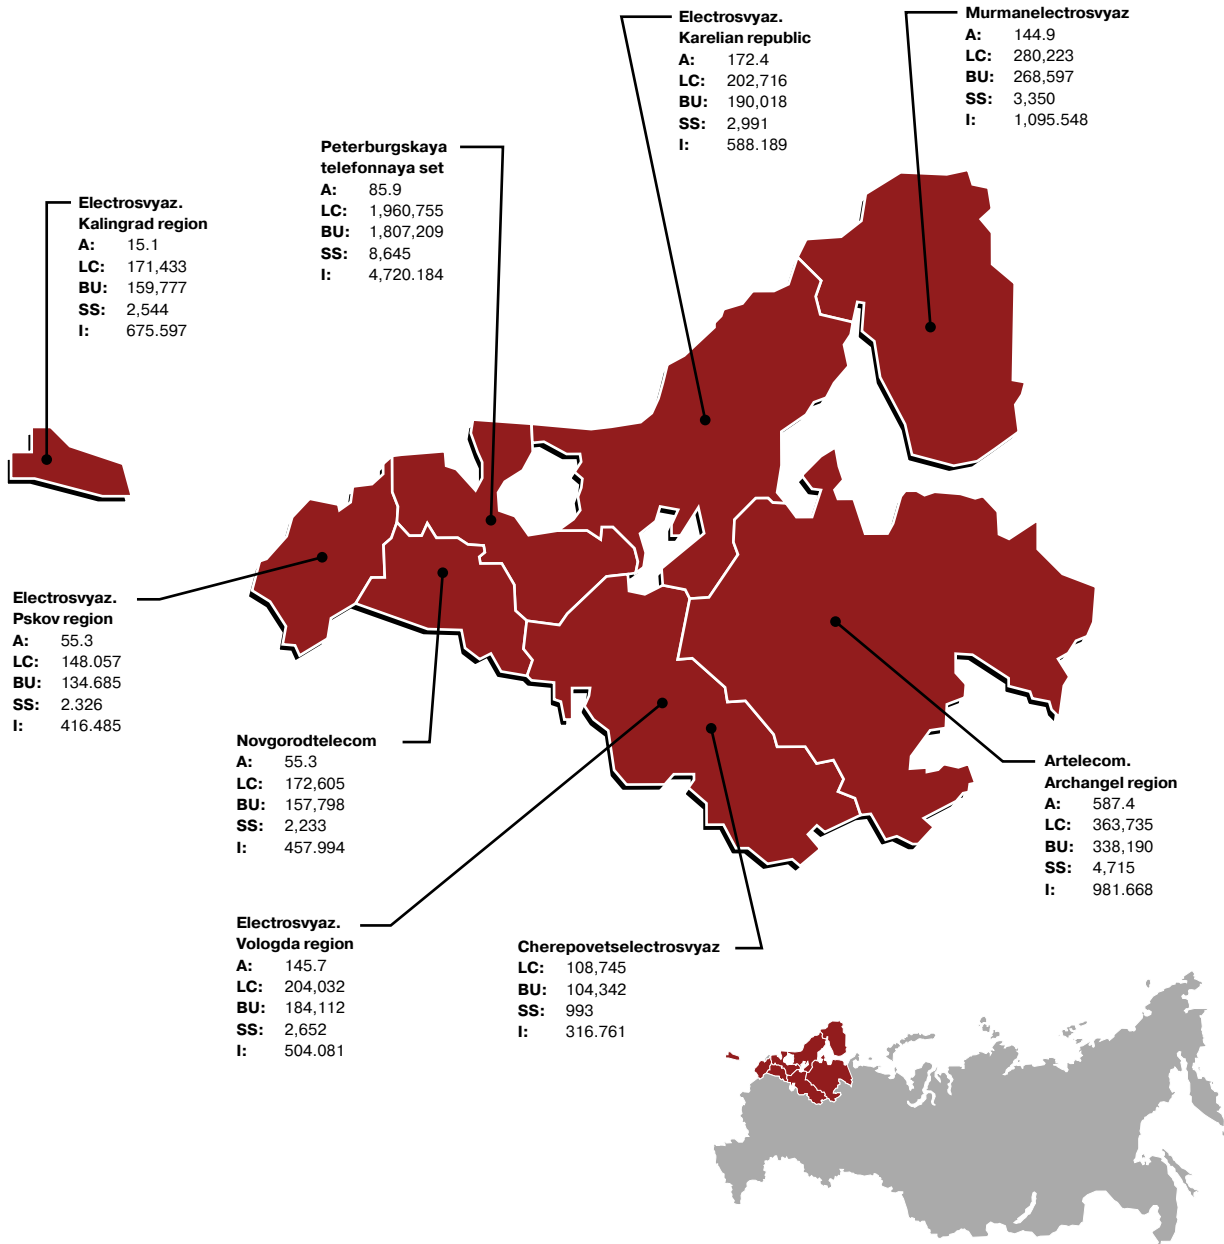 Electrosvyaz.
Karelian republic
A: 172.4
LC: 202,716
BU: 190,018
SS: 2,991
I: 588.189
Murmanelectrosvyaz
A: 144.9
LC: 280,223
BU: 268,597
SS: 3,350
I: 1,095.548
Peterburgskaya
telefonnaya set
A: 85.9
LC: 1,960,755
BU: 1,807,209
SS: 8,645
I: 4,720.184
Electrosvyaz.
Kalingrad region
A: 15.1
LC: 171,433
BU: 159,777
SS: 2,544
I: 675.597
Electrosvyaz.
Pskov region
A: 55.3
LC: 148.057
BU: 134.685
SS: 2.326
I: 416.485
Novgorodtelecom
A: 55.3
LC: 172,605
BU: 157,798
SS: 2,233
I: 457.994
Artelecom.
Archangel region
A: 587.4
LC: 363,735
BU: 338,190
SS: 4,715
I: 981.668
Electrosvyaz.
Vologda region
A: 145.7
LC: 204,032
BU: 184,112
SS: 2,652
I: 504.081
Cherepovetselectrosvyaz
LC: 108,745
BU: 104,342
SS: 993
I: 316.761